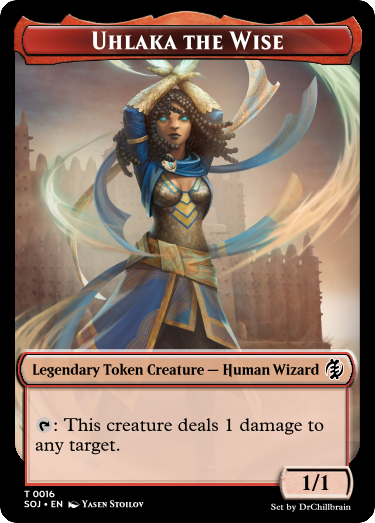 Uhlaka the Wise
Legendary Token Creature — Human Wizard
: This creature deals 1 damage to
any target.
1/1
T 0016
SOJ • EN Yasen Stoilov
Set by DrChillbrain